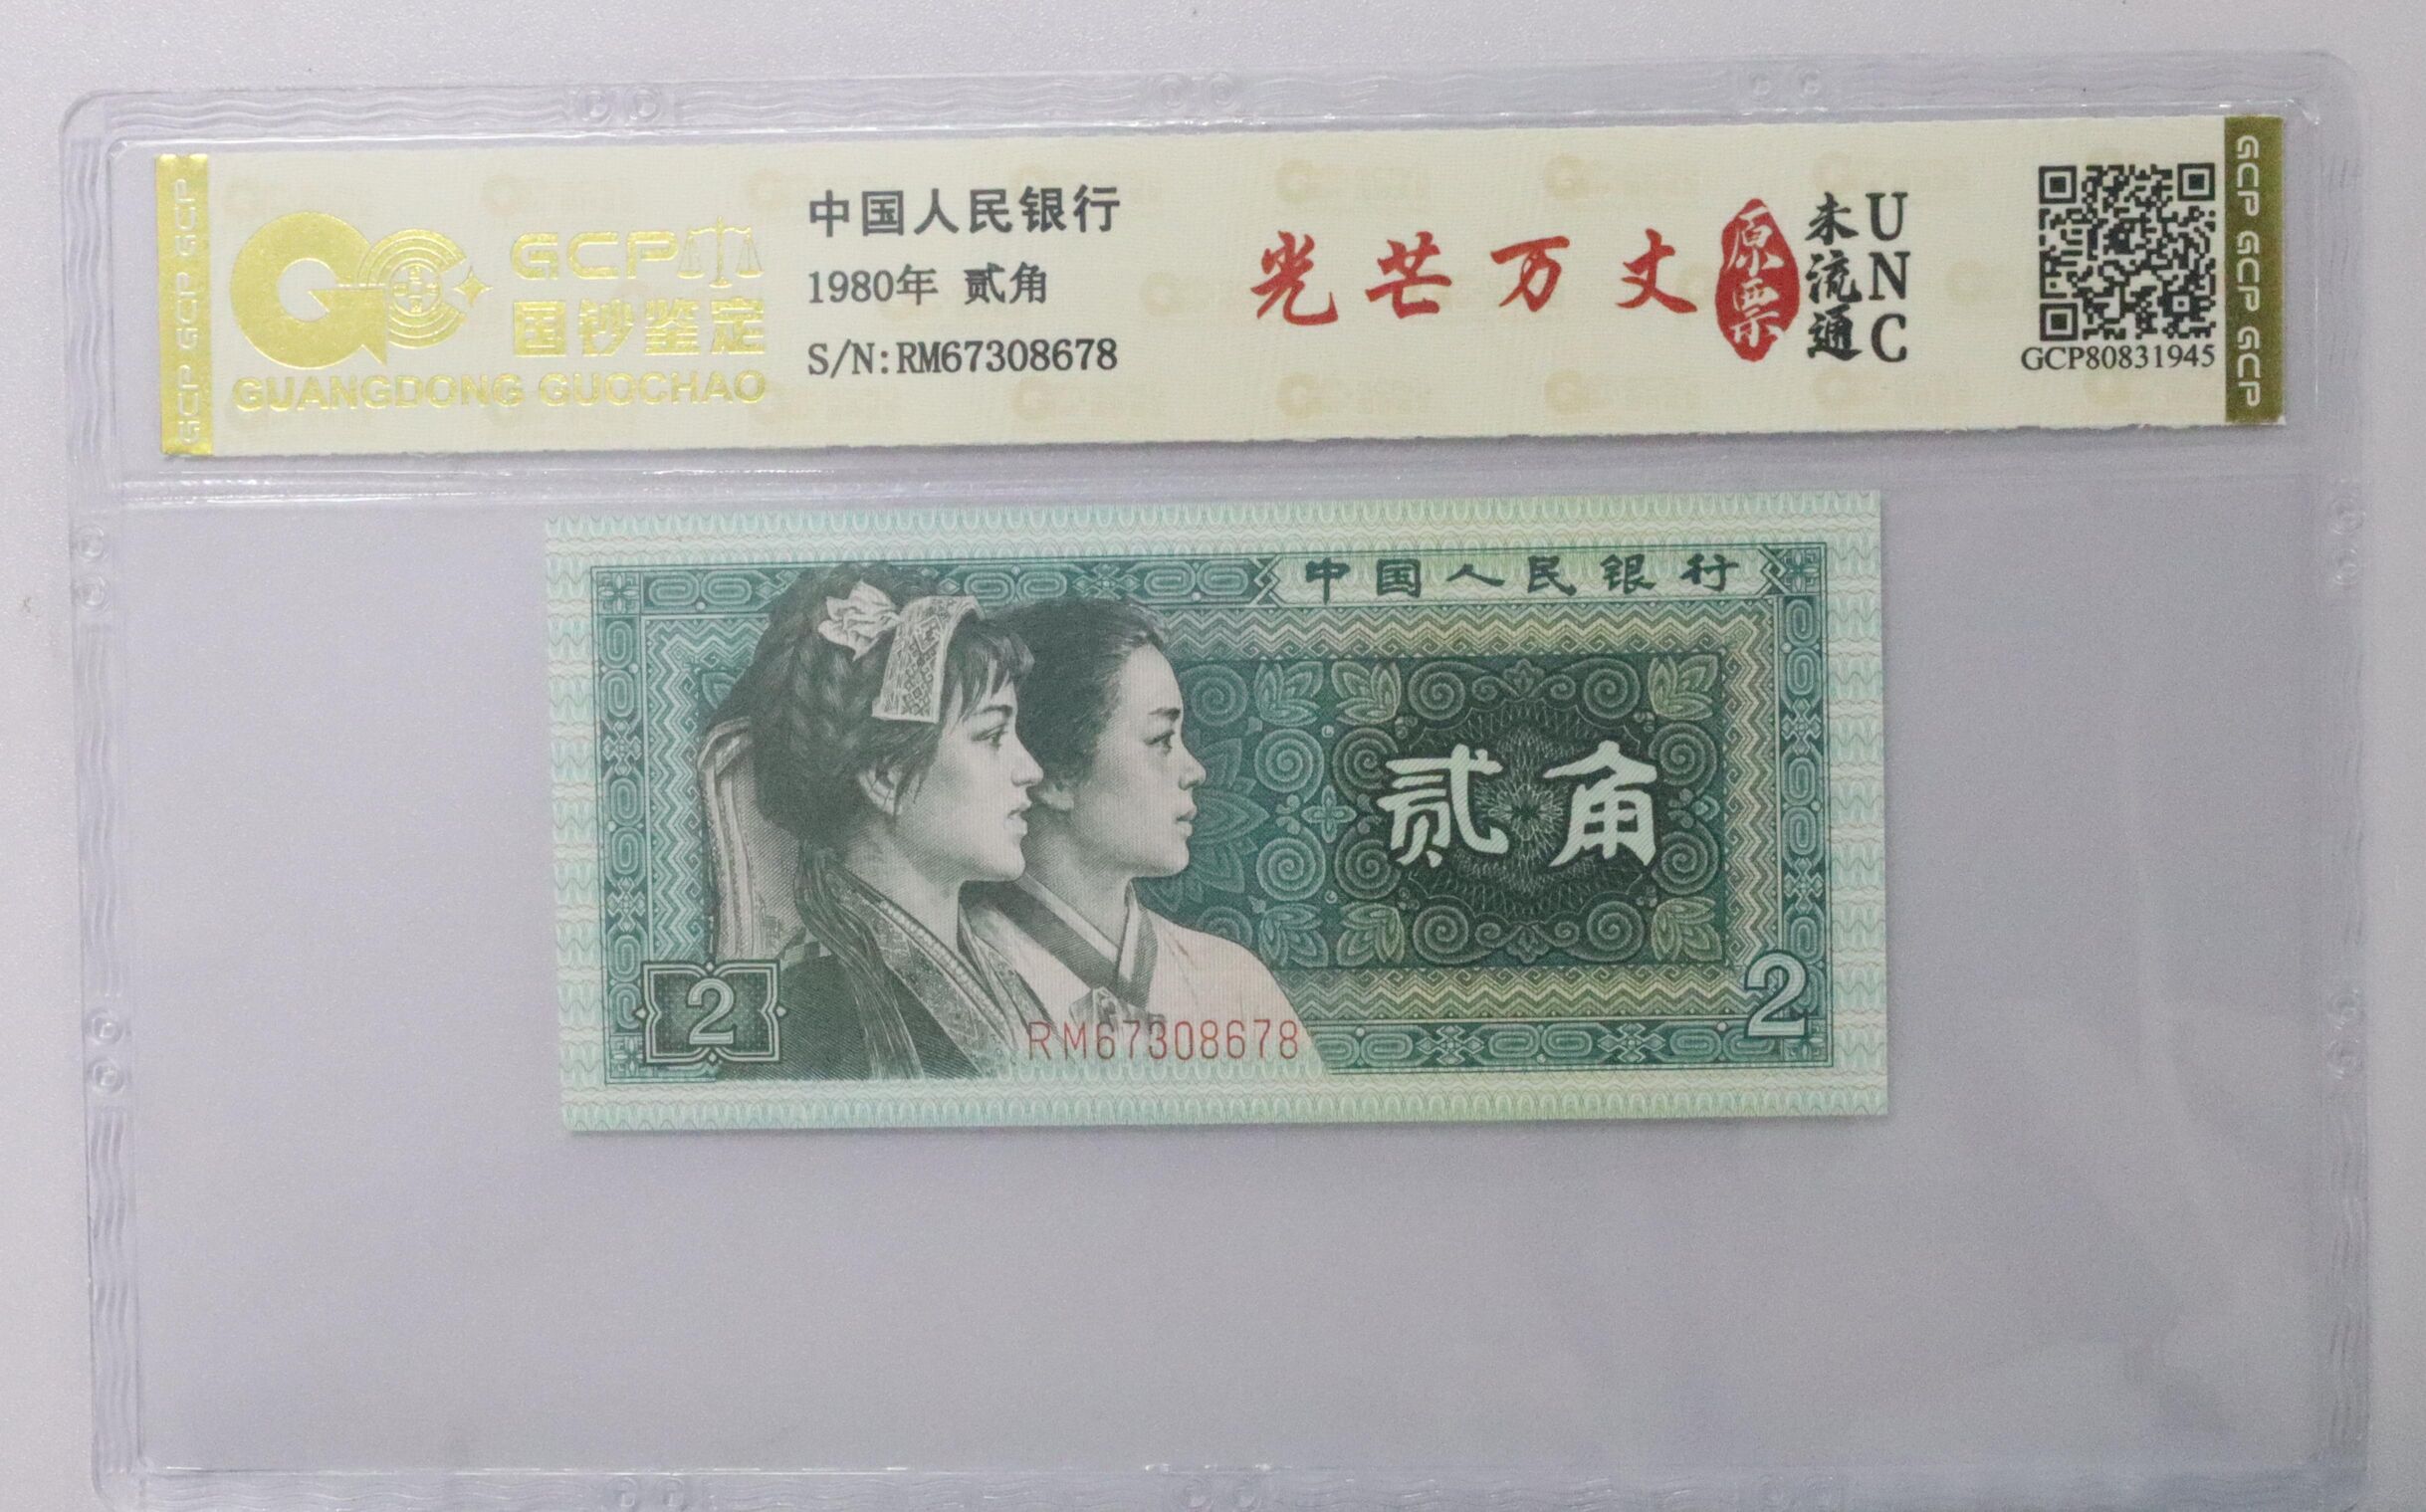 GCP GCP GCP
GCP
国钞鉴定
GUANGDONG GUOCHAO
中国人民银行
1980年 贰角
S/N:RM67308678
光芒万丈
原票
未流通
UNC
GCP80831945
GCP GCP GCP
中国人民银行
贰角
2
2
RM67308678